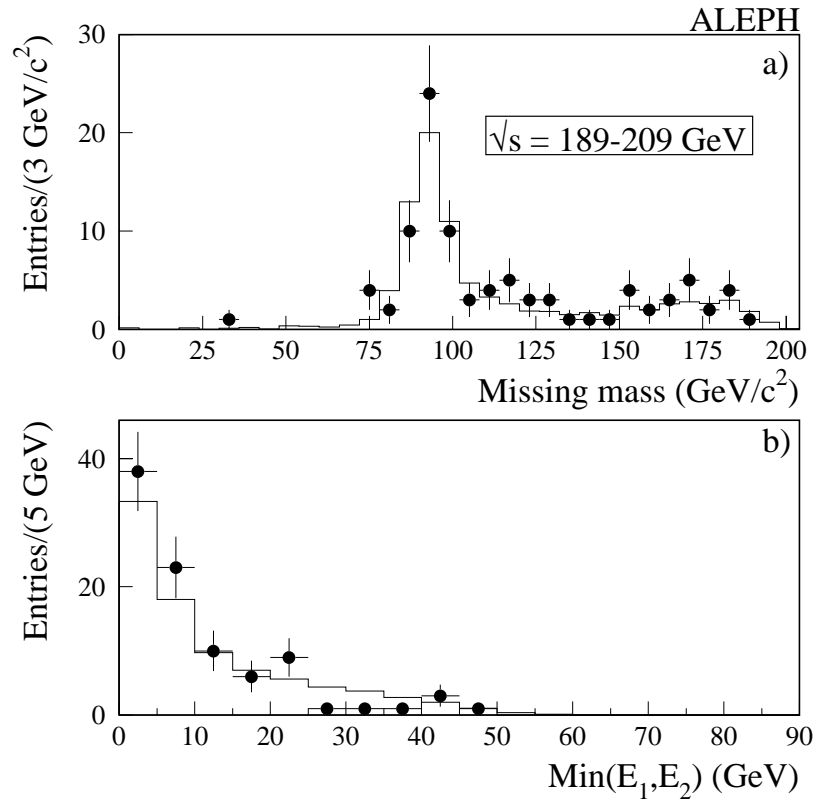 ALEPH
a)
√s = 189-209 GeV
Entries/(3 GeV/c²)
30
20
10
0
0 25 50 75 100 125 150 175 200
Missing mass (GeV/c²)
b)
Entries/(5 GeV)
40
20
0
0 10 20 30 40 50 60 70 80 90
Min(E₁,E₂) (GeV)